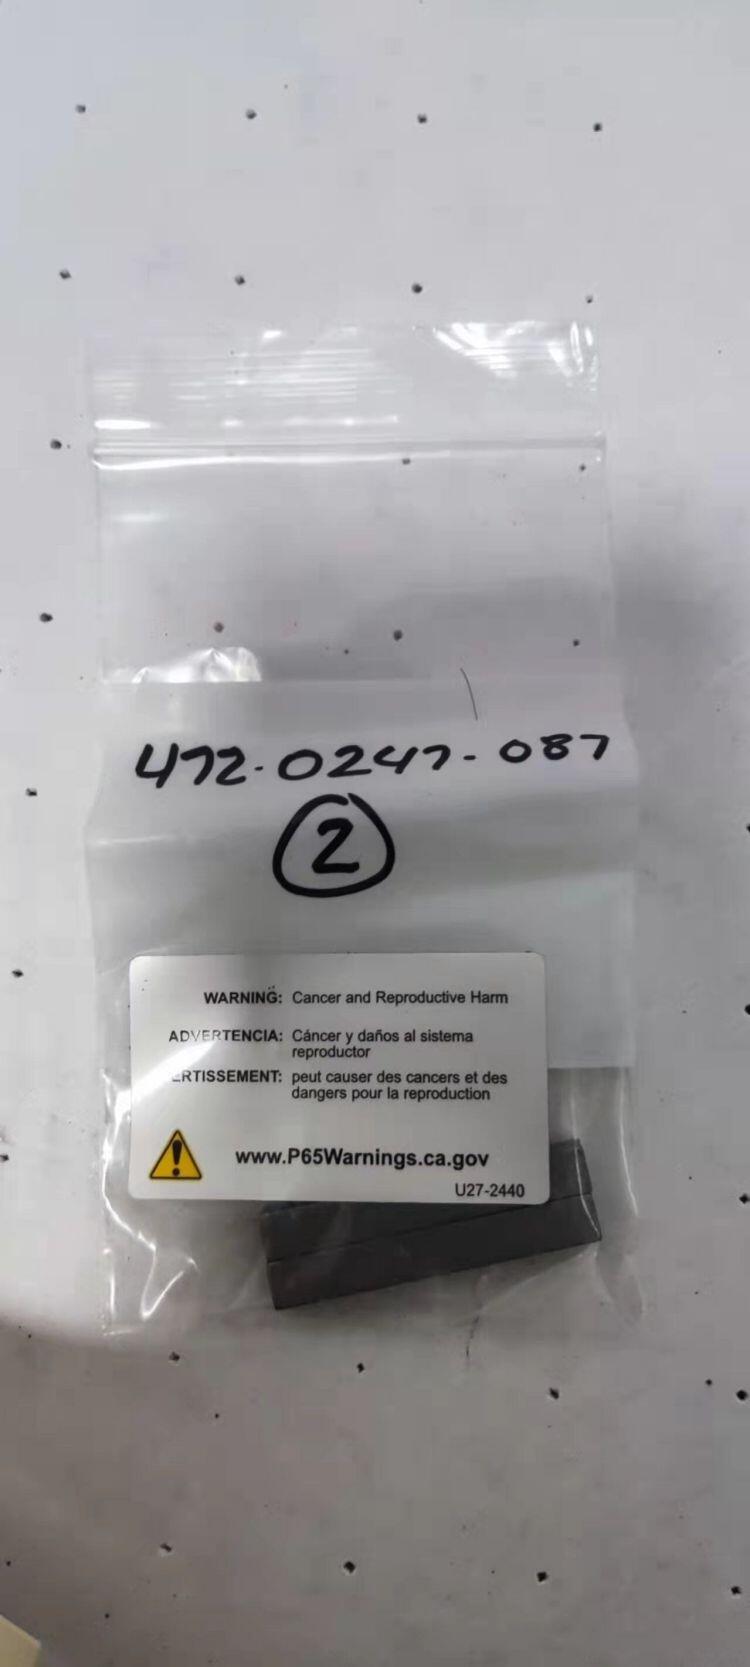 472-0247-087
2
WARNING: Cancer and Reproductive Harm
ADVERTENCIA: Cáncer y daños al sistema
reproductor
ERTISSEMENT: peut causer des cancers et des
dangers pour la reproduction
www.P65Warnings.ca.gov
U27-2440